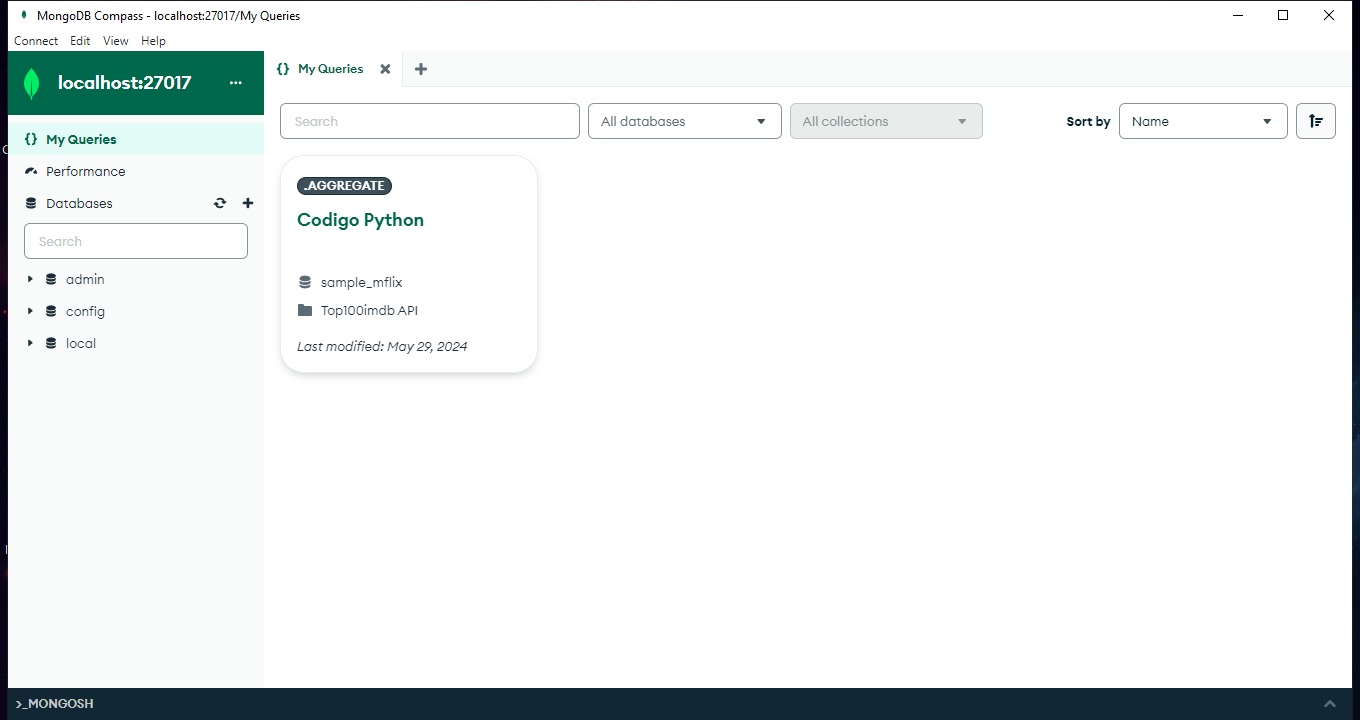 MongoDB Compass - localhost:27017/My Queries
Connect Edit View Help
localhost:27017
My Queries
Search
All databases
All collections
Sort by
Name
My Queries
Performance
Databases
Search
admin
config
local
.AGGREGATE
Codigo Python
sample_mflix
Top100imdb API
Last modified: May 29, 2024
>_MONGOSH